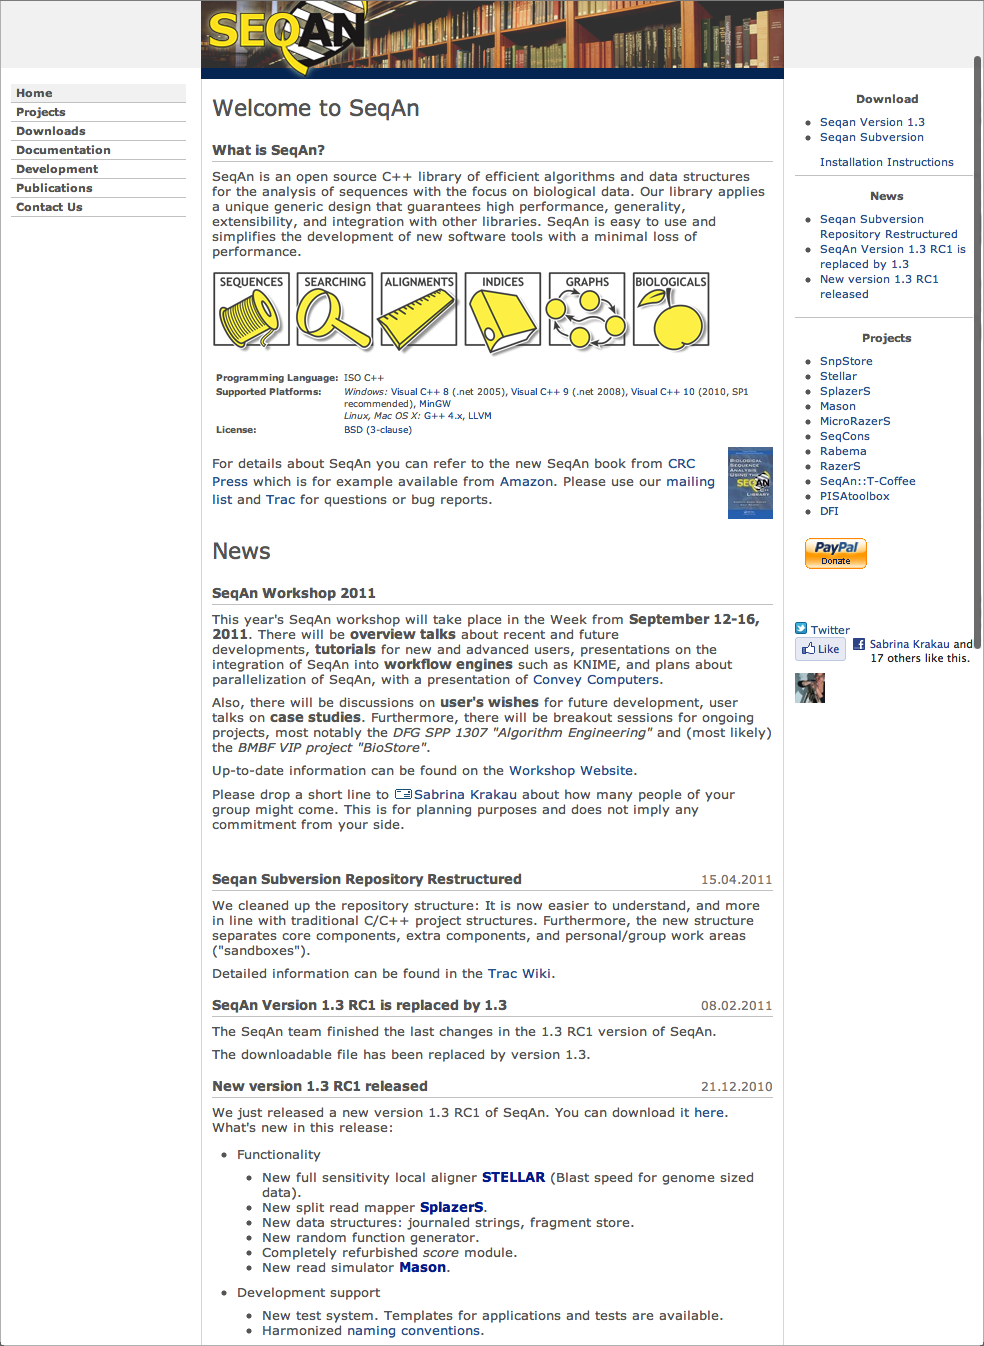 SEQAN
Home
Projects
Downloads
Documentation
Development
Publications
Contact Us
Welcome to SeqAn
What is SeqAn?
SeqAn is an open source C++ library of efficient algorithms and data structures
for the analysis of sequences with the focus on biological data. Our library applies
a unique generic design that guarantees high performance, generality,
extensibility, and integration with other libraries. SeqAn is easy to use and
simplifies the development of new software tools with a minimal loss of
performance.
SEQUENCES SEARCHING ALIGNMENTS INDICES GRAPHS BIOLOGICALS
Programming Language: ISO C++
Supported Platforms: Windows: Visual C++ 8 (.net 2005), Visual C++ 9 (.net 2008), Visual C++ 10 (2010, SP1
recommended), MinGW
Linux, Mac OS X: G++ 4.x, LLVM
License: BSD (3-clause)
For details about SeqAn you can refer to the new SeqAn book from CRC
Press which is for example available from Amazon. Please use our mailing
list and Trac for questions or bug reports.
BIOLOGICAL
SEQUENCE
ANALYSIS
USING THE
SEQAN
C++
LIBRARY
News
SeqAn Workshop 2011
This year's SeqAn workshop will take place in the Week from September 12-16,
2011. There will be overview talks about recent and future
developments, tutorials for new and advanced users, presentations on the
integration of SeqAn into workflow engines such as KNIME, and plans about
parallelization of SeqAn, with a presentation of Convey Computers.
Also, there will be discussions on user's wishes for future development, user
talks on case studies. Furthermore, there will be breakout sessions for ongoing
projects, most notably the DFG SPP 1307 "Algorithm Engineering" and (most likely)
the BMBF VIP project "BioStore".
Up-to-date information can be found on the Workshop Website.
Please drop a short line to Sabrina Krakau about how many people of your
group might come. This is for planning purposes and does not imply any
commitment from your side.
Seqan Subversion Repository Restructured 15.04.2011
We cleaned up the repository structure: It is now easier to understand, and more
in line with traditional C/C++ project structures. Furthermore, the new structure
separates core components, extra components, and personal/group work areas
("sandboxes").
Detailed information can be found in the Trac Wiki.
SeqAn Version 1.3 RC1 is replaced by 1.3 08.02.2011
The SeqAn team finished the last changes in the 1.3 RC1 version of SeqAn.
The downloadable file has been replaced by version 1.3.
New version 1.3 RC1 released 21.12.2010
We just released a new version 1.3 RC1 of SeqAn. You can download it here.
What's new in this release:
• Functionality
• New full sensitivity local aligner STELLAR (Blast speed for genome sized
data).
• New split read mapper SplazerS.
• New data structures: journaled strings, fragment store.
• New random function generator.
• Completely refurbished score module.
• New read simulator Mason.
• Development support
• New test system. Templates for applications and tests are available.
• Harmonized naming conventions.
Download
• Seqan Version 1.3
• Seqan Subversion
Installation Instructions
News
• Seqan Subversion
Repository Restructured
• SeqAn Version 1.3 RC1 is
replaced by 1.3
• New version 1.3 RC1
released
Projects
• SnpStore
• Stellar
• SplazerS
• Mason
• MicroRazerS
• SeqCons
• Rabema
• RazerS
• SeqAn::T-Coffee
• PISAtoolbox
• DFI
PayPal
Donate
Twitter
Like Sabrina Krakau and
17 others like this.